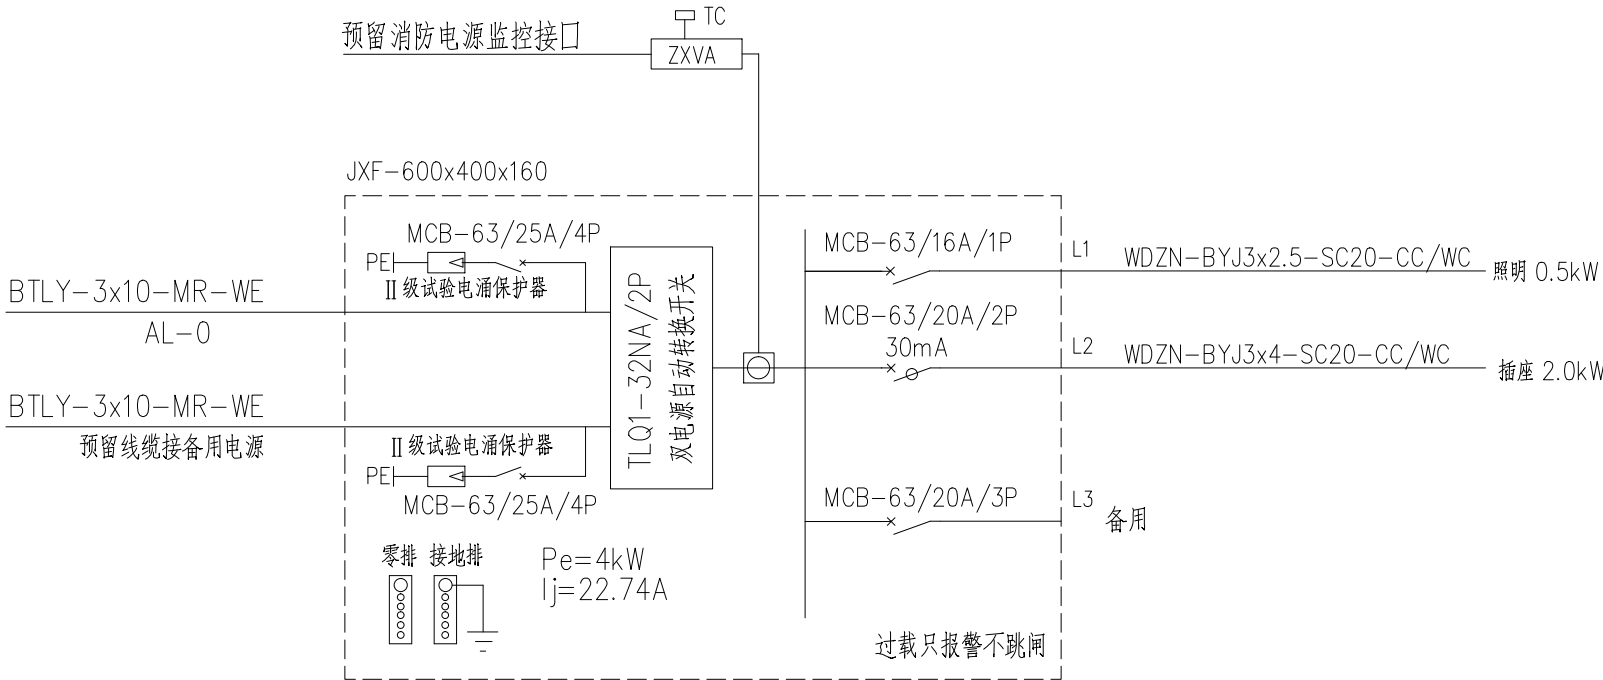 TC
预留消防电源监控接口
ZXVA
JXF-600x400x160
MCB-63/25A/4P
PE
II级试验电涌保护器
BTLY-3x10-MR-WE
AL-0
BTLY-3x10-MR-WE
预留线缆接备用电源
II级试验电涌保护器
PE
MCB-63/25A/4P
TLQ1-32NA/2P
双电源自动转换开关
MCB-63/16A/1P
L1
WDZN-BYJ3x2.5-SC20-CC/WC
照明 0.5kW
MCB-63/20A/2P
30mA
L2
WDZN-BYJ3x4-SC20-CC/WC
插座 2.0kW
MCB-63/20A/3P
L3
备用
零排 接地排
Pe=4kW
Ij=22.74A
过载只报警不跳闸